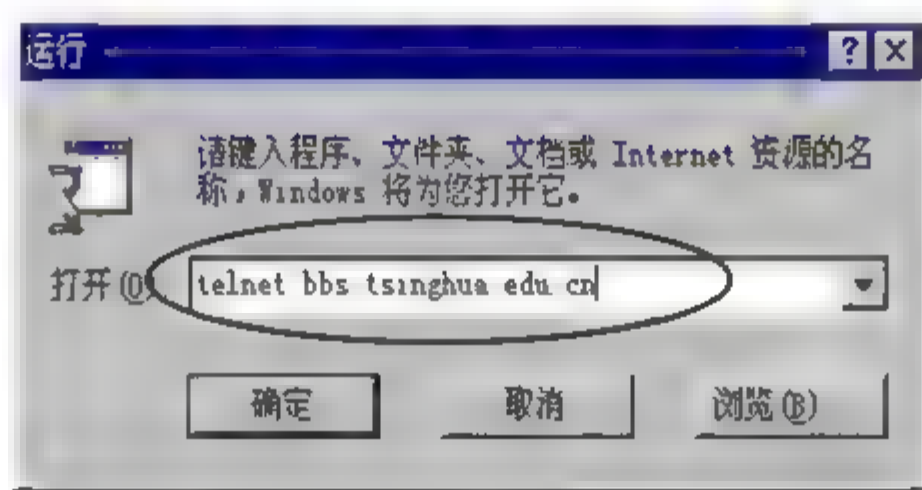 运行
请键入程序、文件夹、文档或 Internet 资源的名
称，Windows 将为您打开它。
打开(O)
telnet bbs tsinghua edu cn
确定 取消 浏览(B)